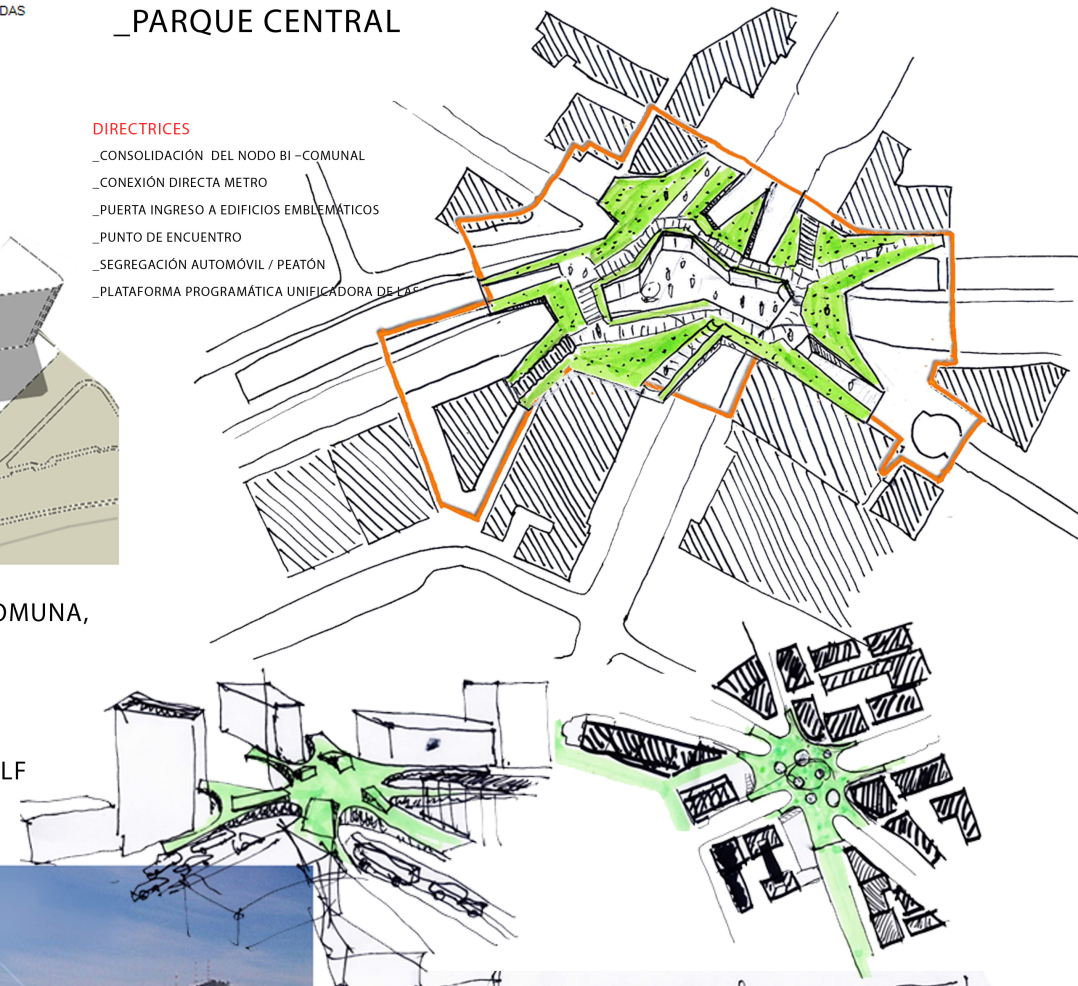 DAS
_PARQUE CENTRAL
DIRECTRICES
_CONSOLIDACIÓN DEL NODO BI –COMUNAL
_CONEXIÓN DIRECTA METRO
_PUERTA INGRESO A EDIFICIOS EMBLEMÁTICOS
_PUNTO DE ENCUENTRO
_SEGREGACIÓN AUTOMÓVIL / PEATÓN
_PLATAFORMA PROGRAMÁTICA UNIFICADORA DE LAS
OMUNA,
LF